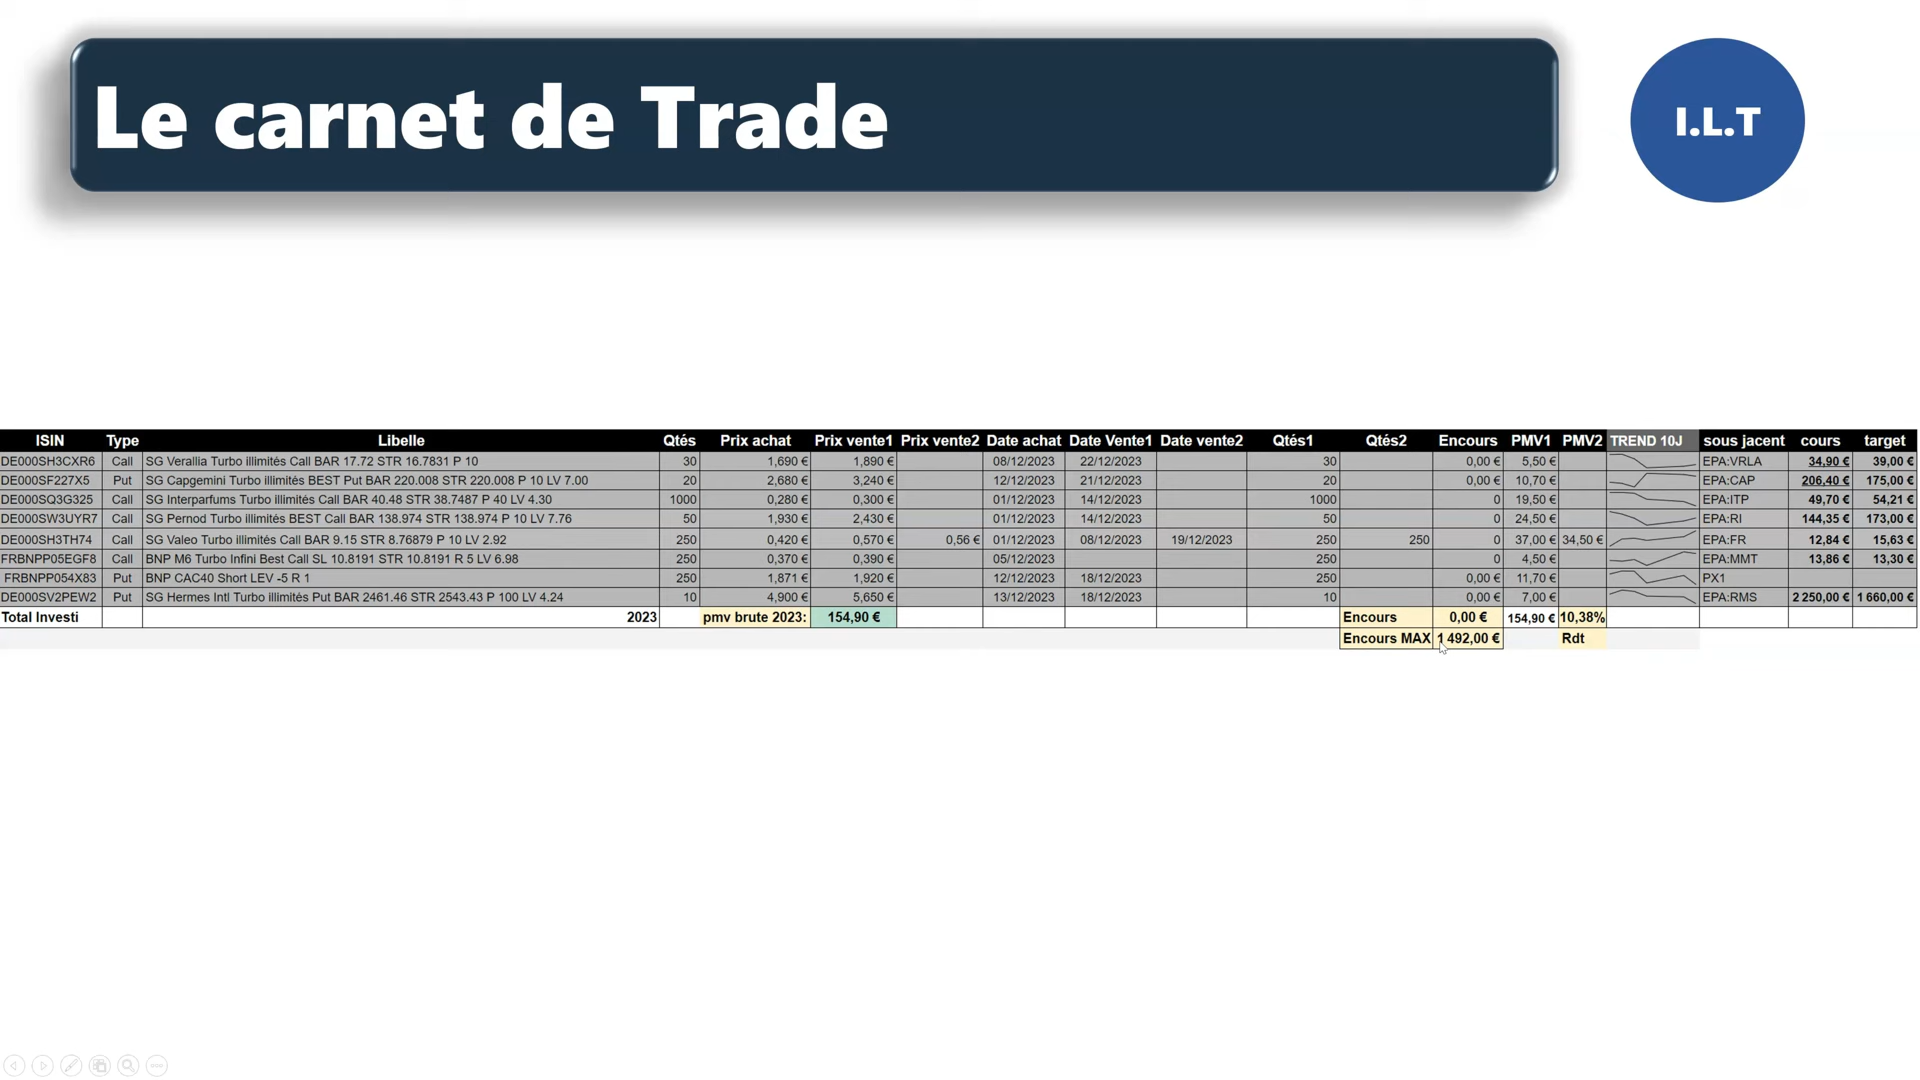 Le carnet de Trade
I.L.T
ISIN Type Libelle Qtés Prix achat Prix vente1 Prix vente2 Date achat Date Vente1 Date vente2 Qtés1 Qtés2 Encours PMV1 PMV2 TREND 10J sous jacent cours target
DE000SH3CXR6 Call SG Verallia Turbo illimités Call BAR 17.72 STR 16.7831 P 10 30 1,690 € 1,890 € 08/12/2023 22/12/2023 30 0,00 € 5,50 € EPA:VRLA 34,90 € 39,00 €
DE000SF227X5 Put SG Capgemini Turbo illimités BEST Put BAR 220.008 STR 220.008 P 10 LV 7.00 20 2,680 € 3,240 € 12/12/2023 21/12/2023 20 0,00 € 10,70 € EPA:CAP 206,40 € 175,00 €
DE000SQ3G325 Call SG Interparfums Turbo illimités Call BAR 40.48 STR 38.7487 P 40 LV 4.30 1000 0,280 € 0,300 € 01/12/2023 14/12/2023 1000 0 19,50 € EPA:ITP 49,70 € 54,21 €
DE000SW3UYR7 Call SG Pernod Turbo illimités BEST Call BAR 138.974 STR 138.974 P 10 LV 7.76 50 1,930 € 2,430 € 01/12/2023 14/12/2023 50 0 24,50 € EPA:RI 144,35 € 173,00 €
DE000SH3TH74 Call SG Valeo Turbo illimités Call BAR 9.15 STR 8.76879 P 10 LV 2.92 250 0,420 € 0,570 € 0,56 € 01/12/2023 08/12/2023 19/12/2023 250 250 0 37,00 € 34,50 € EPA:FR 12,84 € 15,63 €
FRBNPP05EGF8 Call BNP M6 Turbo Infini Best Call SL 10.8191 STR 10.8191 R 5 LV 6.98 250 0,370 € 0,390 € 05/12/2023 250 0 4,50 € EPA:MMT 13,86 € 13,30 €
FRBNPP054X83 Put BNP CAC40 Short LEV -5 R 1 250 1,871 € 1,920 € 12/12/2023 18/12/2023 250 0,00 € 11,70 € PX1
DE000SV2PEW2 Put SG Hermes Intl Turbo illimités Put BAR 2461.46 STR 2543.43 P 100 LV 4.24 10 4,900 € 5,650 € 13/12/2023 18/12/2023 10 0,00 € 7,00 € EPA:RMS 2 250,00 € 1 660,00 €
Total Investi 2023 pmv brute 2023: 154,90 € Encours 0,00 € 154,90 € 10,38%
Encours MAX 1 492,00 € Rdt